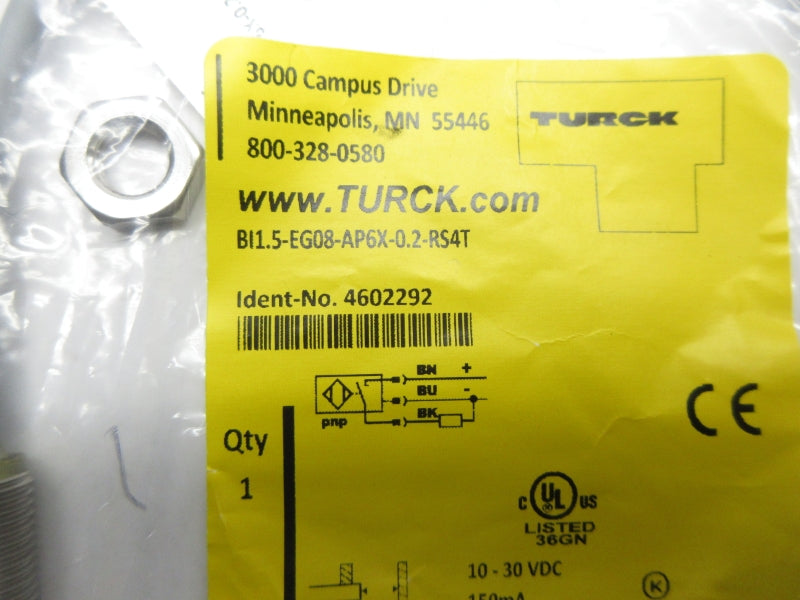 3000 Campus Drive
Minneapolis, MN 55446
800-328-0580
TURCK
www.TURCK.com
BI1.5-EG08-AP6X-0.2-RS4T
Ident-No. 4602292
BN +
BU -
BK
pnp
CE
Qty
1
c UL US
LISTED
36GN
10 - 30 VDC
K
150mA